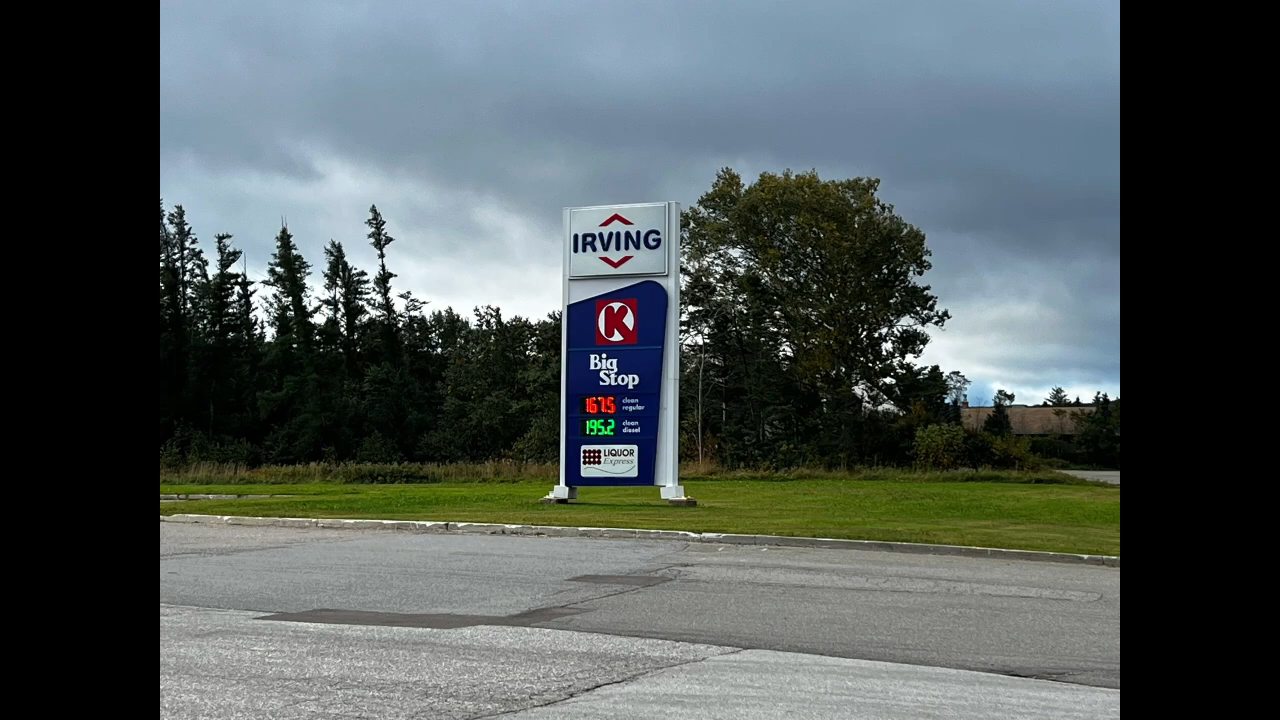 IRVING
K
Big
Stop
167.5 clean
regular
195.2 clean
diesel
LIQUOR
Express